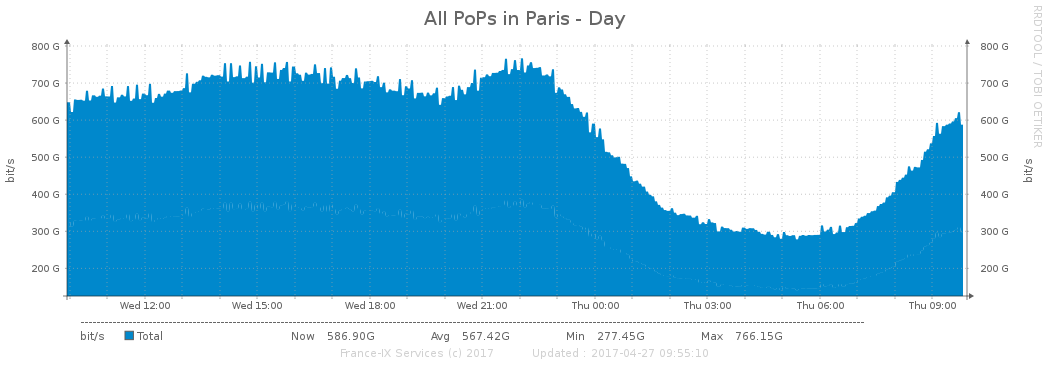 All PoPs in Paris - Day
RRDTOOL / TOBI OETIKER
800 G 800 G
700 G 700 G
600 G 600 G
500 G 500 G
400 G 400 G
300 G 300 G
200 G 200 G
bit/s
bit/s
Wed 12:00 Wed 15:00 Wed 18:00 Wed 21:00 Thu 00:00 Thu 03:00 Thu 06:00 Thu 09:00
bit/s Total Now 586.90G Avg 567.42G Min 277.45G Max 766.15G
France-IX Services (c) 2017 Updated : 2017-04-27 09:55:10